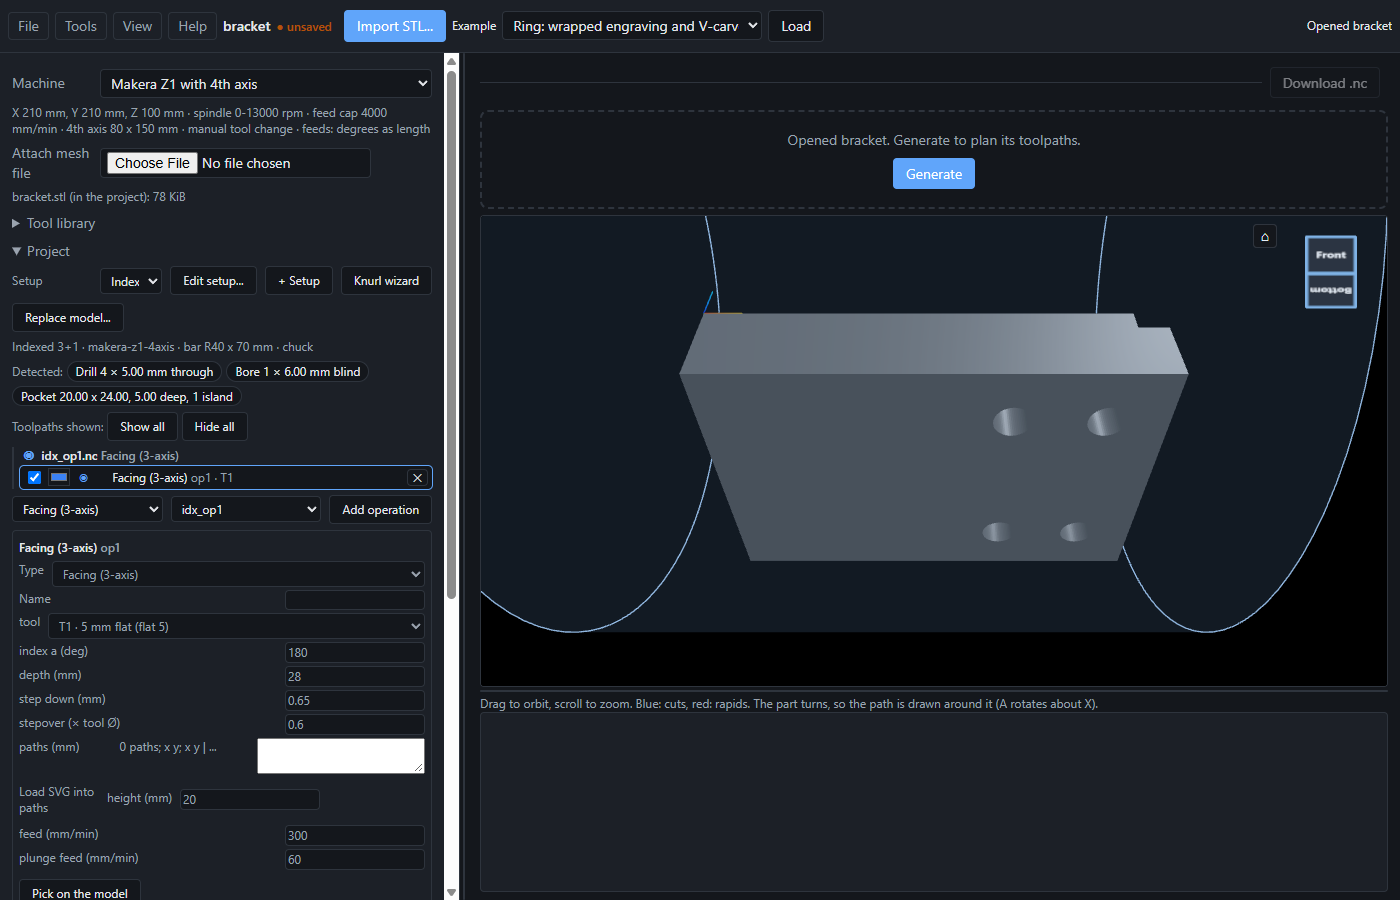 File Tools View Help bracket ● unsaved Import STL... Example Ring: wrapped engraving and V-carv Load Opened bracket
Machine Makera Z1 with 4th axis
X 210 mm, Y 210 mm, Z 100 mm · spindle 0-13000 rpm · feed cap 4000
mm/min · 4th axis 80 x 150 mm · manual tool change · feeds: degrees as length
Attach mesh
file
Choose File No file chosen
bracket.stl (in the project): 78 KiB
Tool library
Project
Setup Index Edit setup... + Setup Knurl wizard
Replace model...
Indexed 3+1 · makera-z1-4axis · bar R40 x 70 mm · chuck
Detected: Drill 4 × 5.00 mm through Bore 1 × 6.00 mm blind
Pocket 20.00 x 24.00, 5.00 deep, 1 island
Toolpaths shown: Show all Hide all
idx_op1.nc Facing (3-axis)
Facing (3-axis) op1 · T1
Facing (3-axis) idx_op1 Add operation
Facing (3-axis) op1
Type Facing (3-axis)
Name
tool T1 · 5 mm flat (flat 5)
index a (deg) 180
depth (mm) 28
step down (mm) 0.65
stepover (× tool Ø) 0.6
paths (mm) 0 paths; x y; x y | ...
Load SVG into
paths
height (mm) 20
feed (mm/min) 300
plunge feed (mm/min) 60
Pick on the model
Download .nc
Opened bracket. Generate to plan its toolpaths.
Generate
Front
Bottom
Drag to orbit, scroll to zoom. Blue: cuts, red: rapids. The part turns, so the path is drawn around it (A rotates about X).